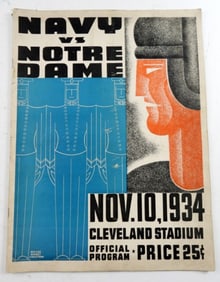 NAVY
VS
NOTRE
DAME
NOV. 10, 1934
CLEVELAND STADIUM
OFFICIAL
PROGRAM • PRICE 25¢